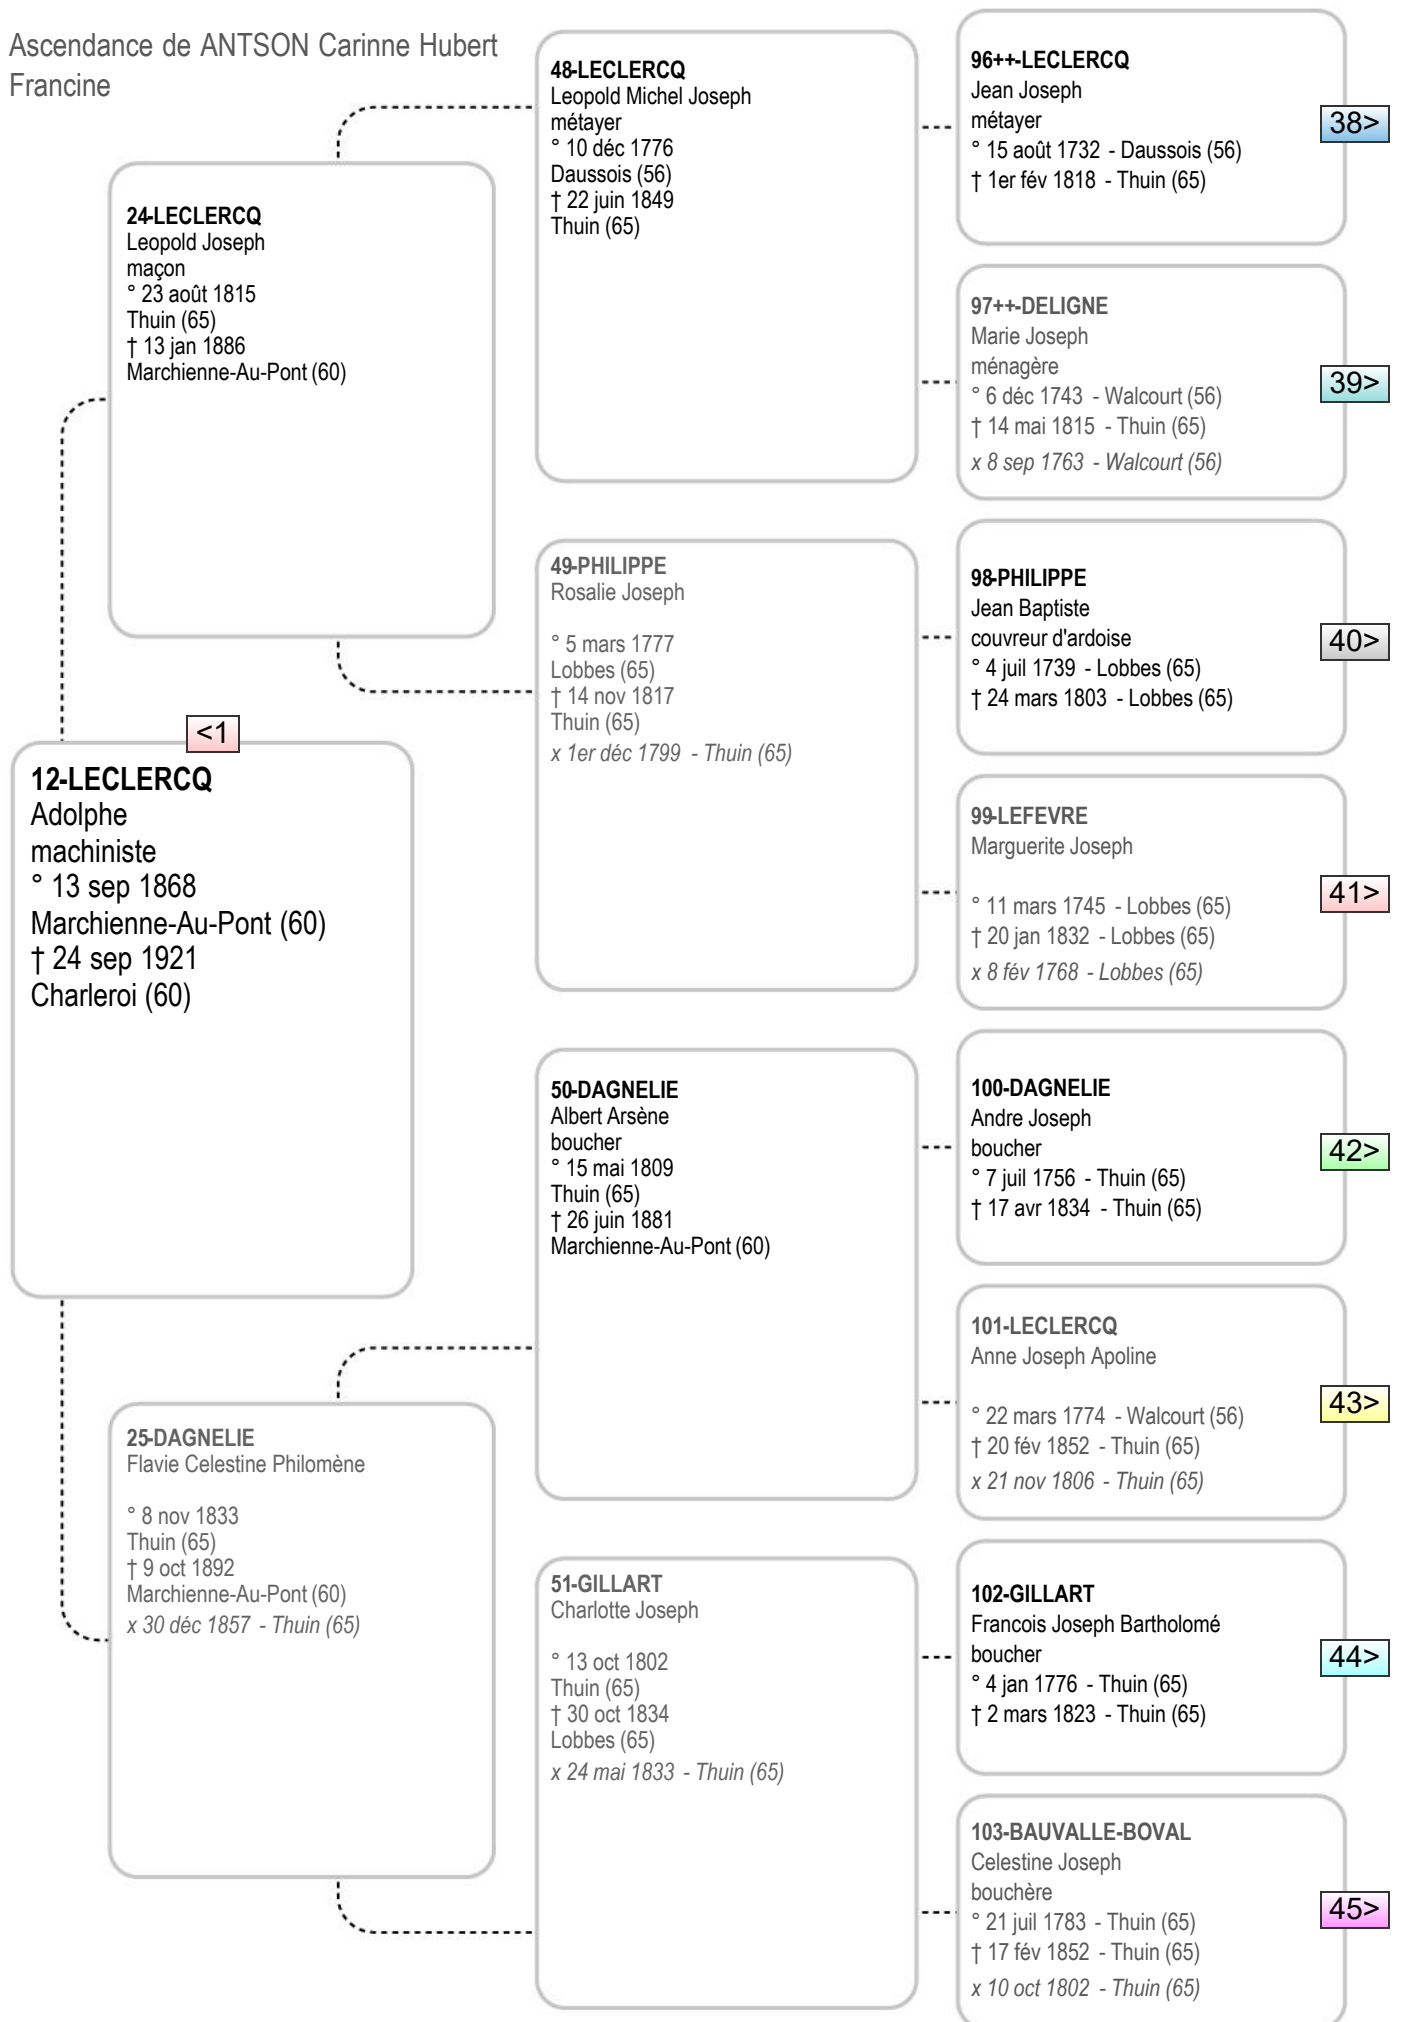 Ascendance de ANTSON Carinne Hubert
Francine
<1
12-LECLERCQ
Adolphe
machiniste
° 13 sep 1868
Marchienne-Au-Pont (60)
† 24 sep 1921
Charleroi (60)
24-LECLERCQ
Leopold Joseph
maçon
° 23 août 1815
Thuin (65)
† 13 jan 1886
Marchienne-Au-Pont (60)
25-DAGNELIE
Flavie Celestine Philomène
° 8 nov 1833
Thuin (65)
† 9 oct 1892
Marchienne-Au-Pont (60)
x 30 déc 1857 - Thuin (65)
48-LECLERCQ
Leopold Michel Joseph
métayer
° 10 déc 1776
Daussois (56)
† 22 juin 1849
Thuin (65)
49-PHILIPPE
Rosalie Joseph
° 5 mars 1777
Lobbes (65)
† 14 nov 1817
Thuin (65)
x 1er déc 1799 - Thuin (65)
50-DAGNELIE
Albert Arsène
boucher
° 15 mai 1809
Thuin (65)
† 26 juin 1881
Marchienne-Au-Pont (60)
51-GILLART
Charlotte Joseph
° 13 oct 1802
Thuin (65)
† 30 oct 1834
Lobbes (65)
x 24 mai 1833 - Thuin (65)
96++-LECLERCQ
Jean Joseph
métayer
° 15 août 1732 - Daussois (56)
† 1er fév 1818 - Thuin (65)
38>
97++-DELIGNE
Marie Joseph
ménagère
° 6 déc 1743 - Walcourt (56)
† 14 mai 1815 - Thuin (65)
x 8 sep 1763 - Walcourt (56)
39>
98-PHILIPPE
Jean Baptiste
couvreur d'ardoise
° 4 juil 1739 - Lobbes (65)
† 24 mars 1803 - Lobbes (65)
40>
99-LEFEVRE
Marguerite Joseph
° 11 mars 1745 - Lobbes (65)
† 20 jan 1832 - Lobbes (65)
x 8 fév 1768 - Lobbes (65)
41>
100-DAGNELIE
Andre Joseph
boucher
° 7 juil 1756 - Thuin (65)
† 17 avr 1834 - Thuin (65)
42>
101-LECLERCQ
Anne Joseph Apoline
° 22 mars 1774 - Walcourt (56)
† 20 fév 1852 - Thuin (65)
x 21 nov 1806 - Thuin (65)
43>
102-GILLART
Francois Joseph Bartholomé
boucher
° 4 jan 1776 - Thuin (65)
† 2 mars 1823 - Thuin (65)
44>
103-BAUVALLE-BOVAL
Celestine Joseph
bouchère
° 21 juil 1783 - Thuin (65)
† 17 fév 1852 - Thuin (65)
x 10 oct 1802 - Thuin (65)
45>